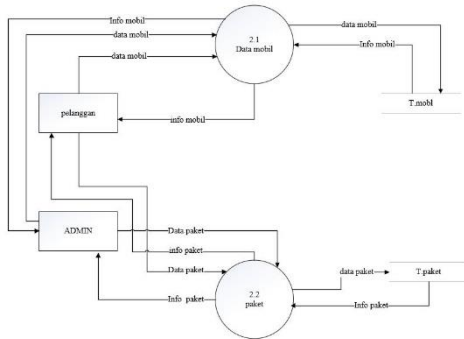 Info mobil
data mobil
data mobil
2.1
Data mobil
data mobil
Info mobil
T.mobl
pelanggan
info mobil
ADMIN
Data paket
info paket
Data paket
Info paket
2.2
paket
data paket
Info paket
T.paket